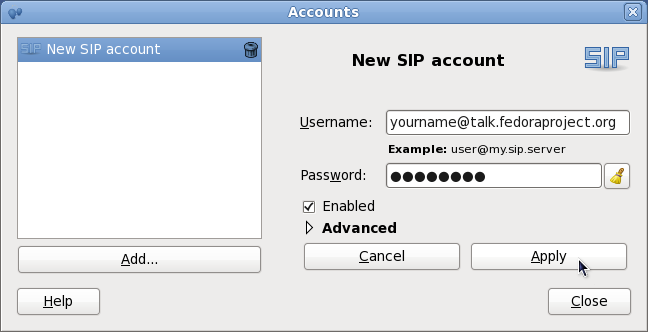 Accounts
SIP New SIP account
New SIP account
SIP
Username: yourname@talk.fedoraproject.org
Example: user@my.sip.server
Password: ●●●●●●●●
Enabled
Advanced
Cancel Apply
Add...
Help Close